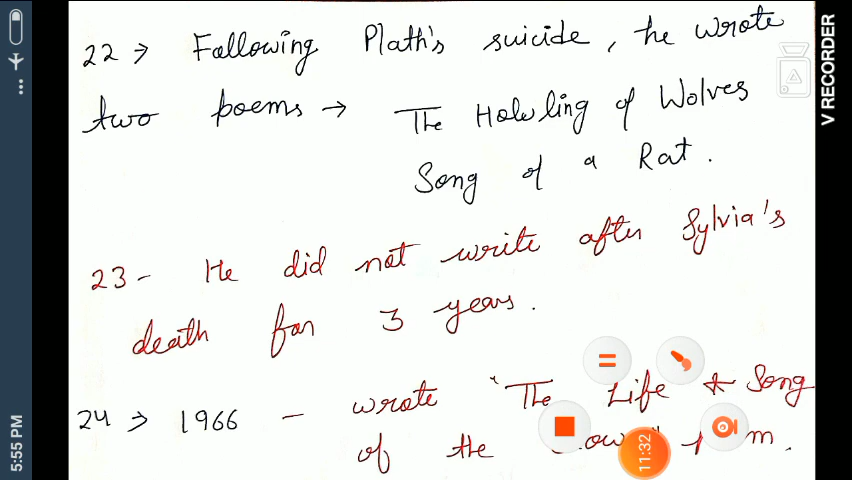 22 → Following Plath's suicide, he wrote
two poems → The Howling of Wolves
Song of a Rat.
23- He did not write after Sylvia's
death for 3 years.
24 → 1966 - wrote "The Life & Song
of the
11:32
5:55 PM
V RECORDER